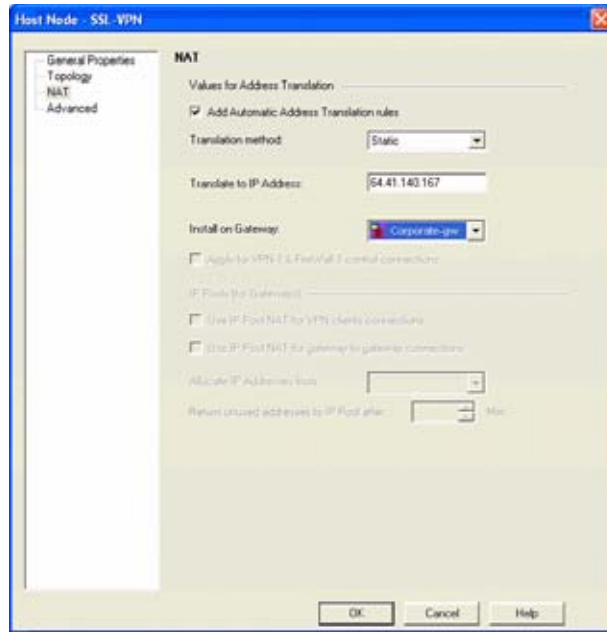 Host Node - SSL-VPN
General Properties
Topology
NAT
Advanced
NAT
Values for Address Translation
Add Automatic Address Translation rules
Translation method:
Static
Translate to IP Address:
64.41.140.167
Install on Gateway:
Corporate-gw
Apply for VPN-1 & FireWall-1 control connections
IP Pools (for Gateways)
Use IP Pool NAT for VPN clients connections
Use IP Pool NAT for gateway to gateway connections
Allocate IP Addresses from:
Return unused addresses to IP Pool after:
Min
OK
Cancel
Help